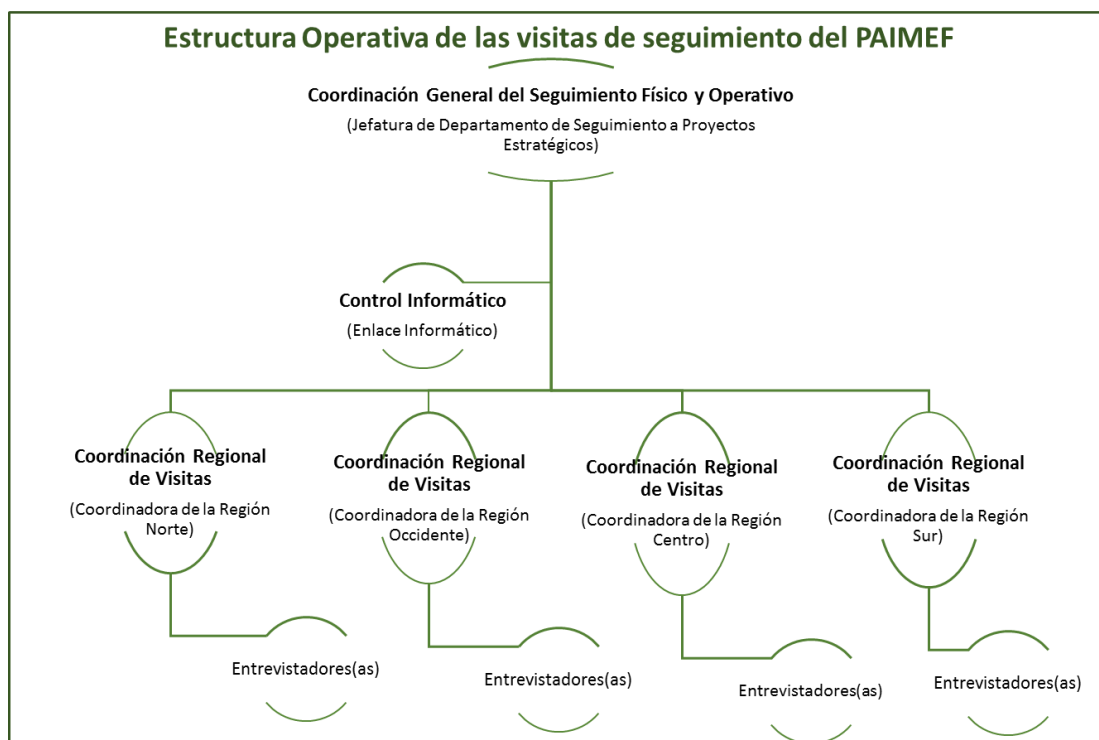 Estructura Operativa de las visitas de seguimiento del PAIMEF
Coordinación General del Seguimiento Físico y Operativo
(Jefatura de Departamento de Seguimiento a Proyectos
Estratégicos)
Control Informático
(Enlace Informático)
Coordinación Regional
de Visitas
(Coordinadora de la Región
Norte)
Coordinación Regional
de Visitas
(Coordinadora de la Región
Occidente)
Coordinación Regional
de Visitas
(Coordinadora de la Región
Centro)
Coordinación Regional
de Visitas
(Coordinadora de la Región
Sur)
Entrevistadores(as)
Entrevistadores(as)
Entrevistadores(as)
Entrevistadores(as)